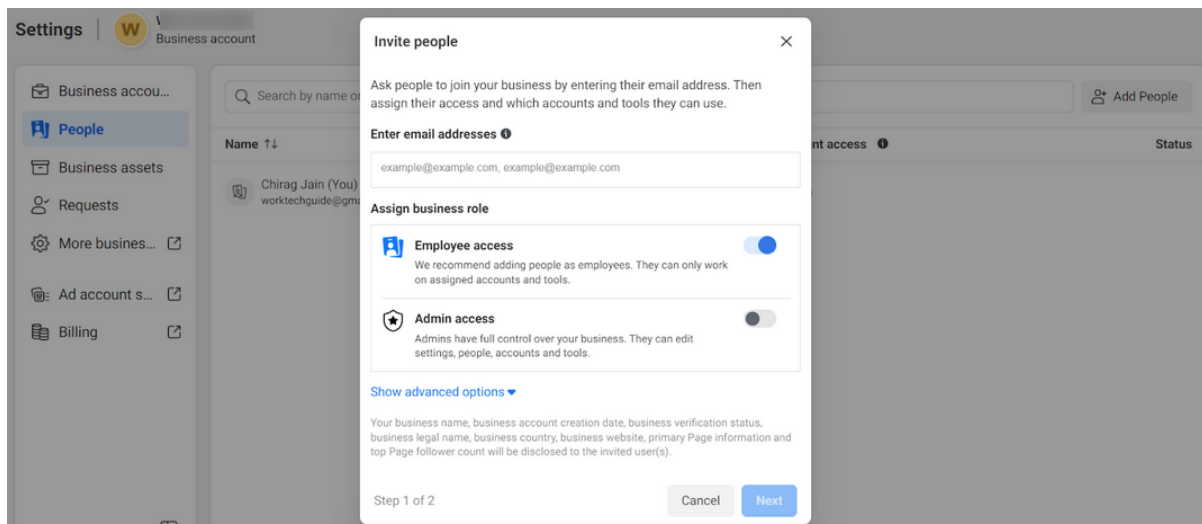 Settings
W
Business account
Business accou...
People
Business assets
Requests
More busines...
Ad account s...
Billing
Search by name or
Add People
Name ↑↓
nt access
Status
Chirag Jain (You)
worktechguide@gma
Invite people
Ask people to join your business by entering their email address. Then
assign their access and which accounts and tools they can use.
Enter email addresses
example@example.com, example@example.com
Assign business role
Employee access
We recommend adding people as employees. They can only work
on assigned accounts and tools.
Admin access
Admins have full control over your business. They can edit
settings, people, accounts and tools.
Show advanced options
Your business name, business account creation date, business verification status,
business legal name, business country, business website, primary Page information and
top Page follower count will be disclosed to the invited user(s).
Step 1 of 2
Cancel
Next